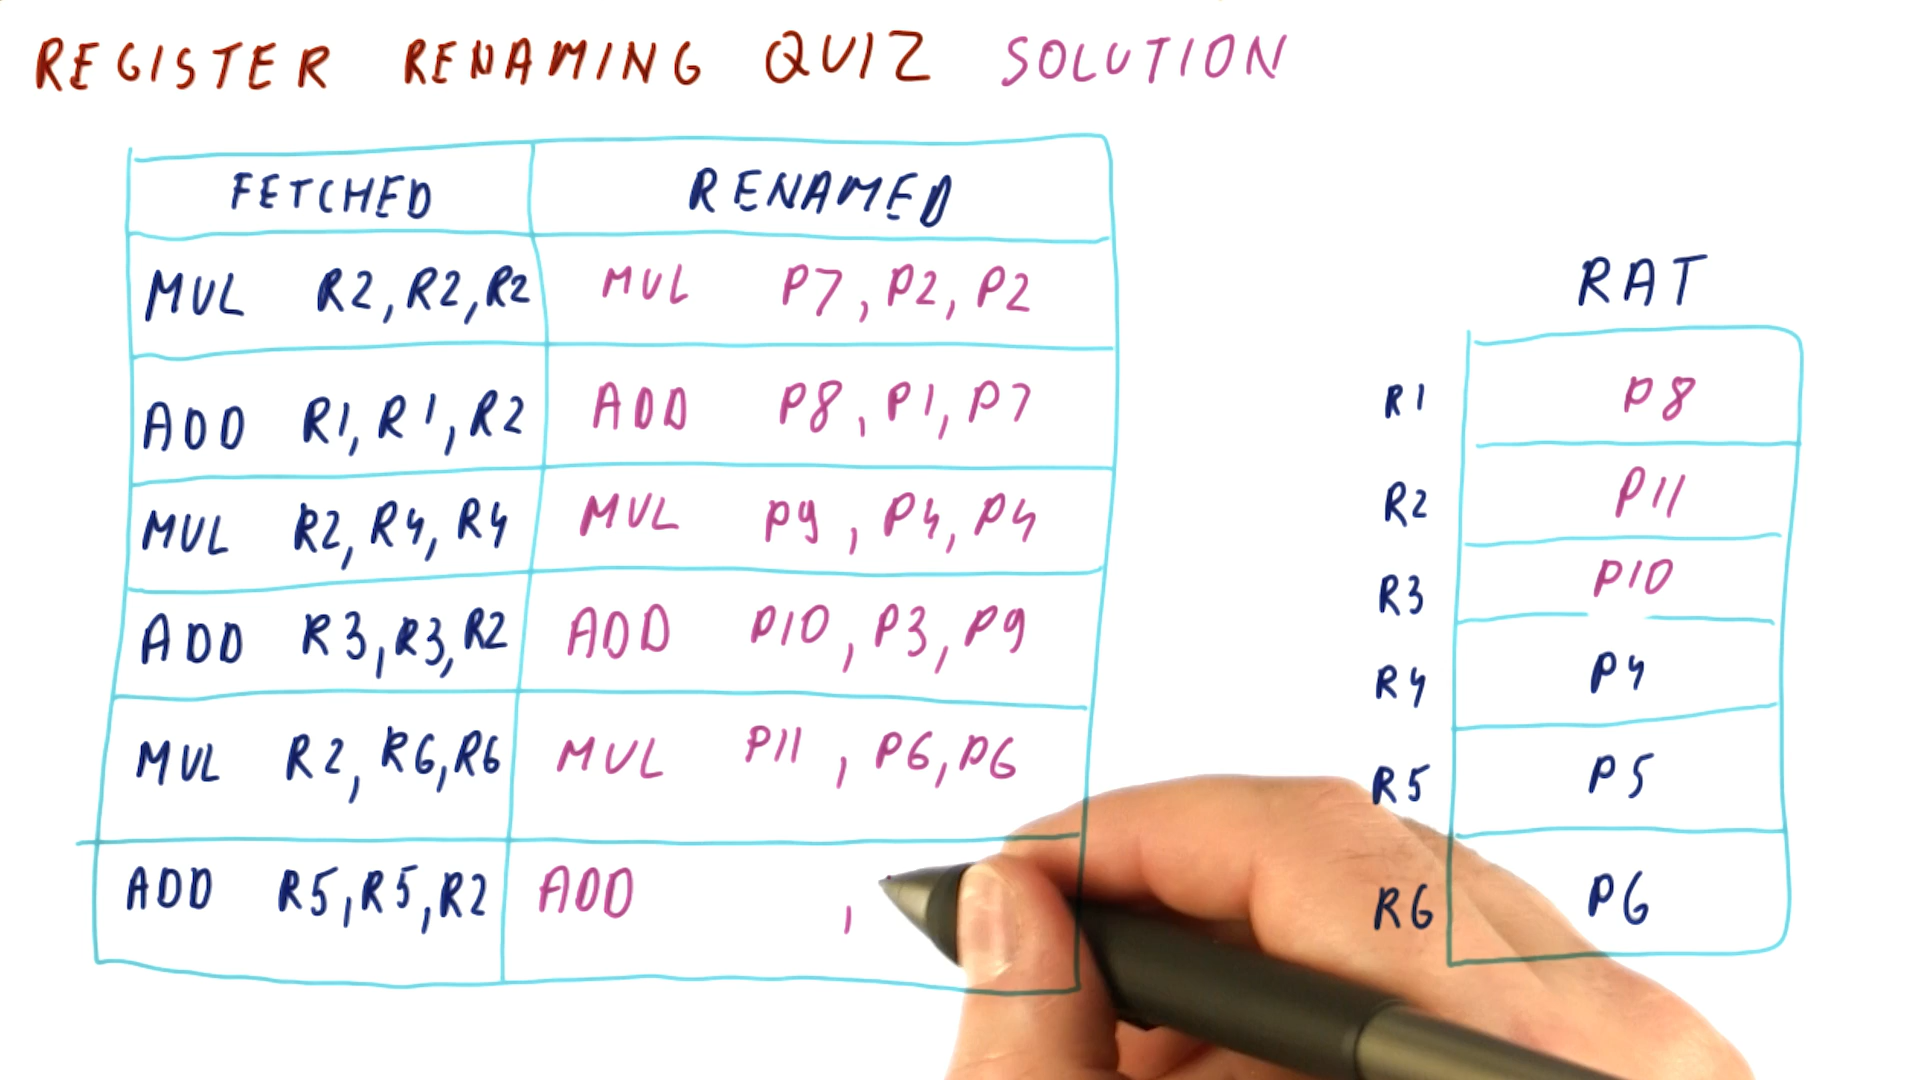 REGISTER RENAMING QUIZ SOLUTION
FETCHED RENAMED
MUL R2, R2, R2 MUL P7, P2, P2
ADD R1, R1, R2 ADD P8, P1, P7
MUL R2, R4, R4 MUL P9, P4, P4
ADD R3, R3, R2 ADD P10, P3, P9
MUL R2, R6, R6 MUL P11, P6, P6
ADD R5, R5, R2 ADD ,
RAT
R1 P8
R2 P11
R3 P10
R4 P4
R5 P5
R6 P6